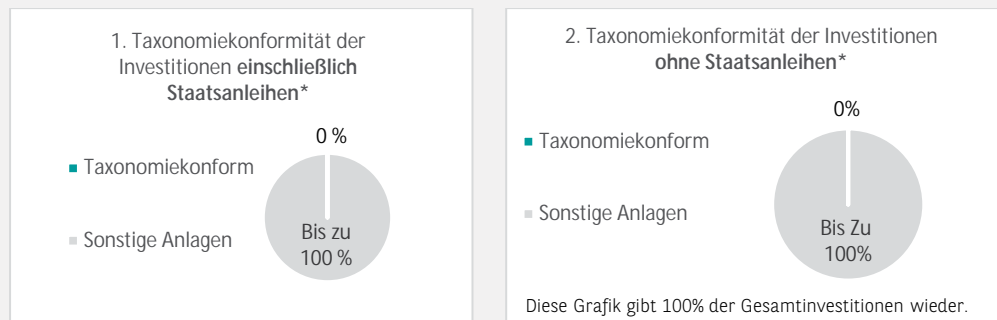 1. Taxonomiekonformität der
Investitionen einschließlich
Staatsanleihen*
0 %
Taxonomiekonform
Sonstige Anlagen
Bis zu
100 %
2. Taxonomiekonformität der Investitionen
ohne Staatsanleihen*
0%
Taxonomiekonform
Sonstige Anlagen
Bis Zu
100%
Diese Grafik gibt 100% der Gesamtinvestitionen wieder.